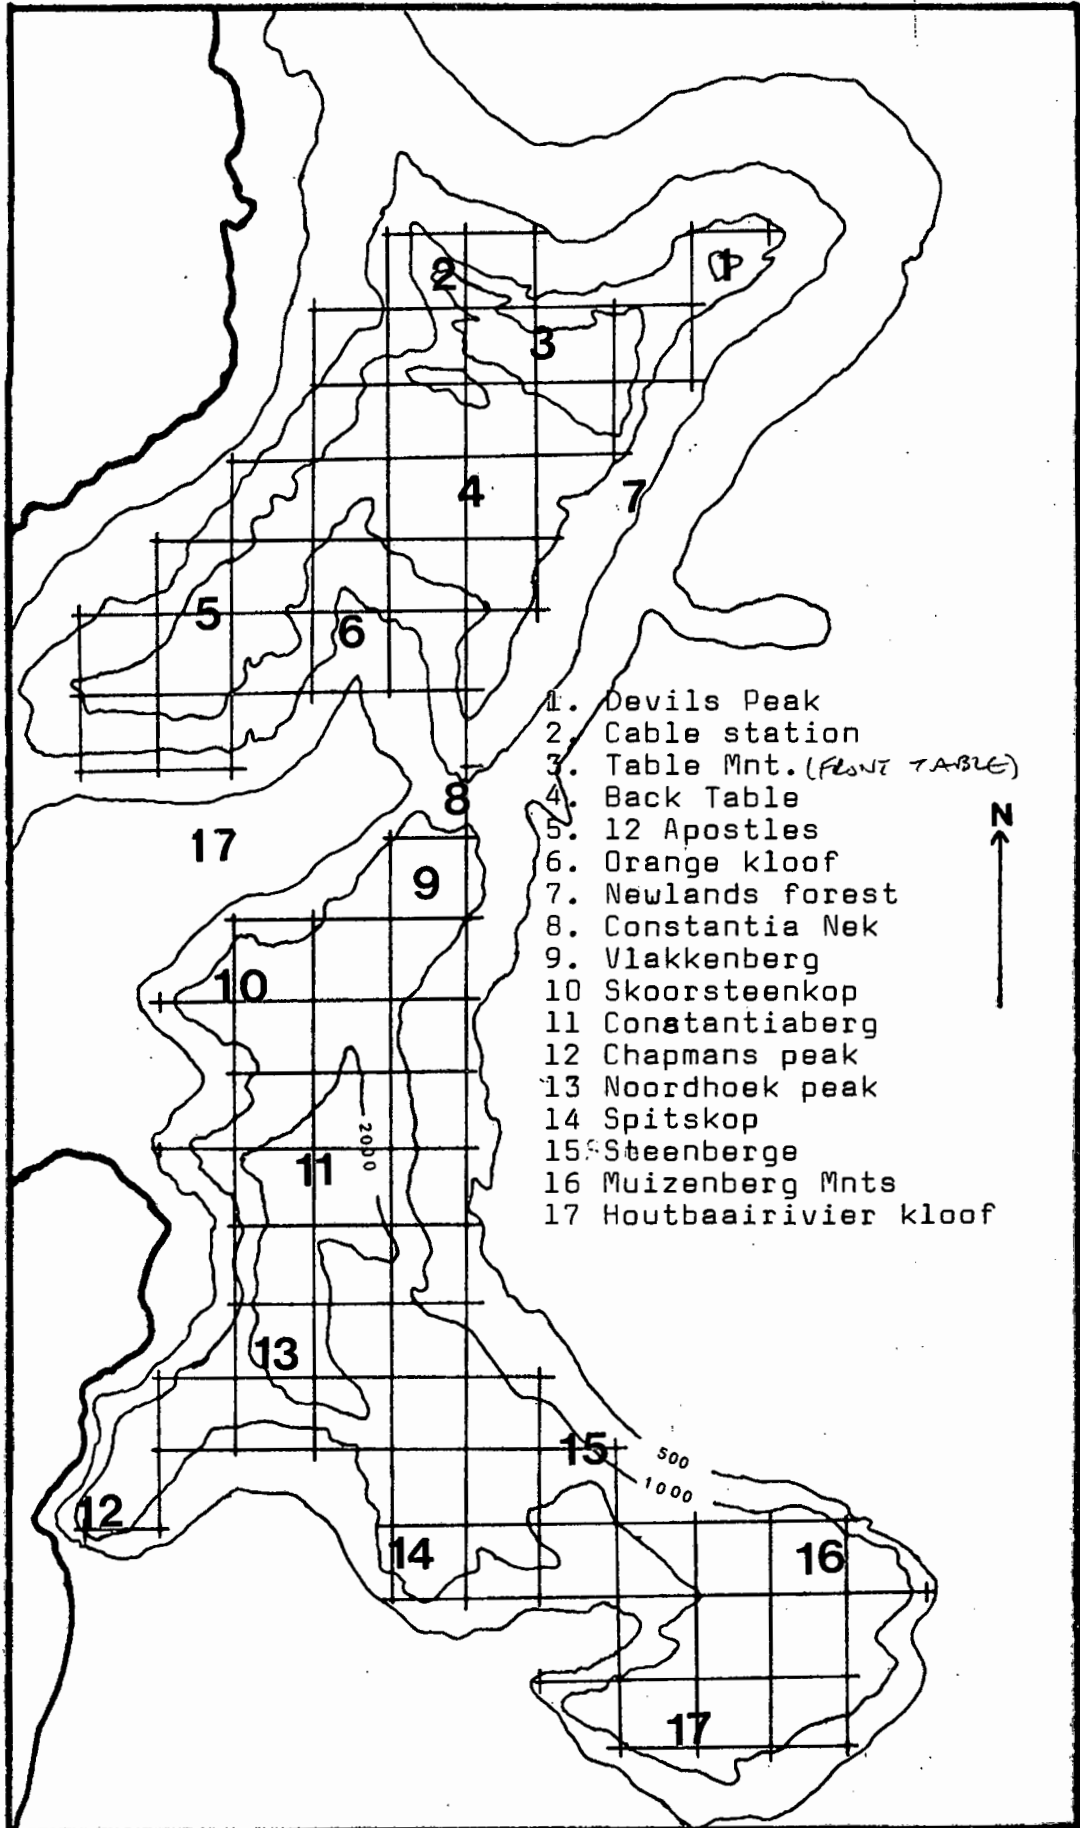 1
2
3
4
7
5
6
1. Devils Peak
2. Cable station
3. Table Mnt. (FRONT TABLE)
4. Back Table
5. 12 Apostles
6. Orange kloof
7. Newlands forest
8. Constantia Nek
9. Vlakkenberg
10 Skoorsteenkop
11 Constantiaberg
12 Chapmans peak
13 Noordhoek peak
14 Spitskop
15 Steenberge
16 Muizenberg Mnts
17 Houtbaairivier kloof
N
8
17
9
10
2000
11
13
15
500
1000
12
14
16
17